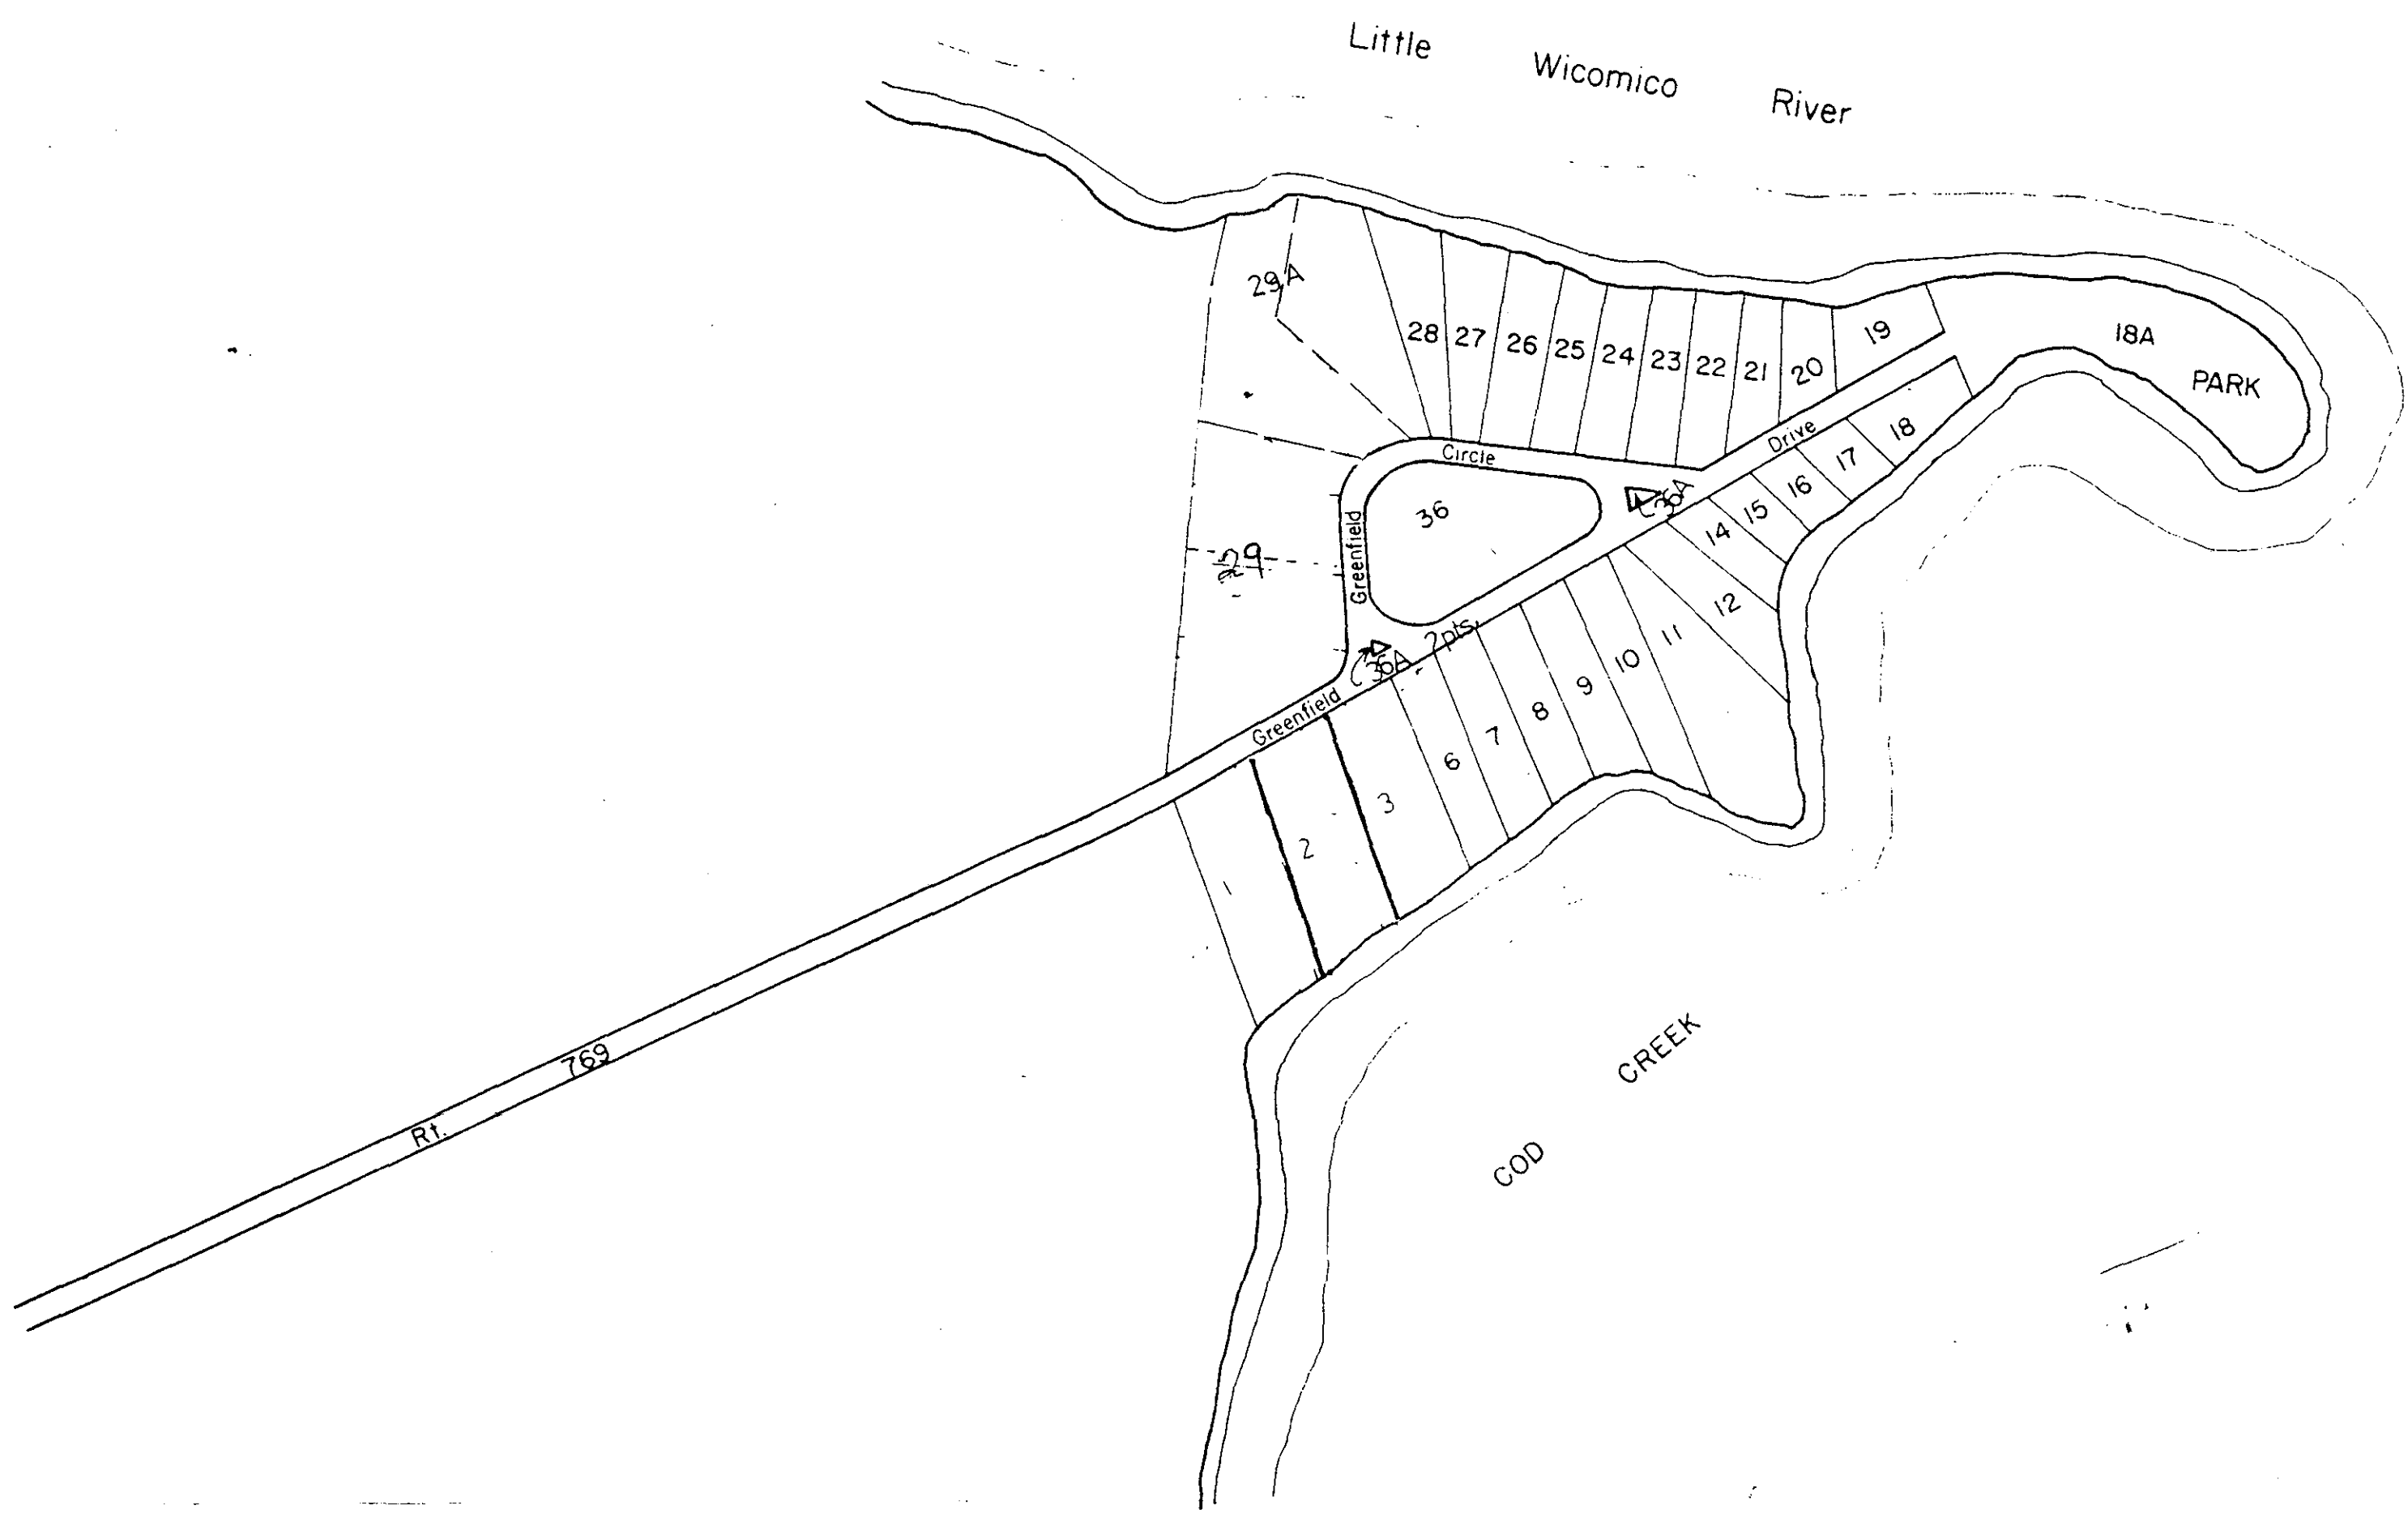 Little Wicomico River
29A
28 27 26 25 24 23 22 21 20 19
18A
PARK
Circle
Drive
36
36A
Greenfield
29
18
17
16
15
14
12
11
10
9
8
7
6
3
2
1
2pts.
36A
Greenfield
769
Rt.
COD CREEK